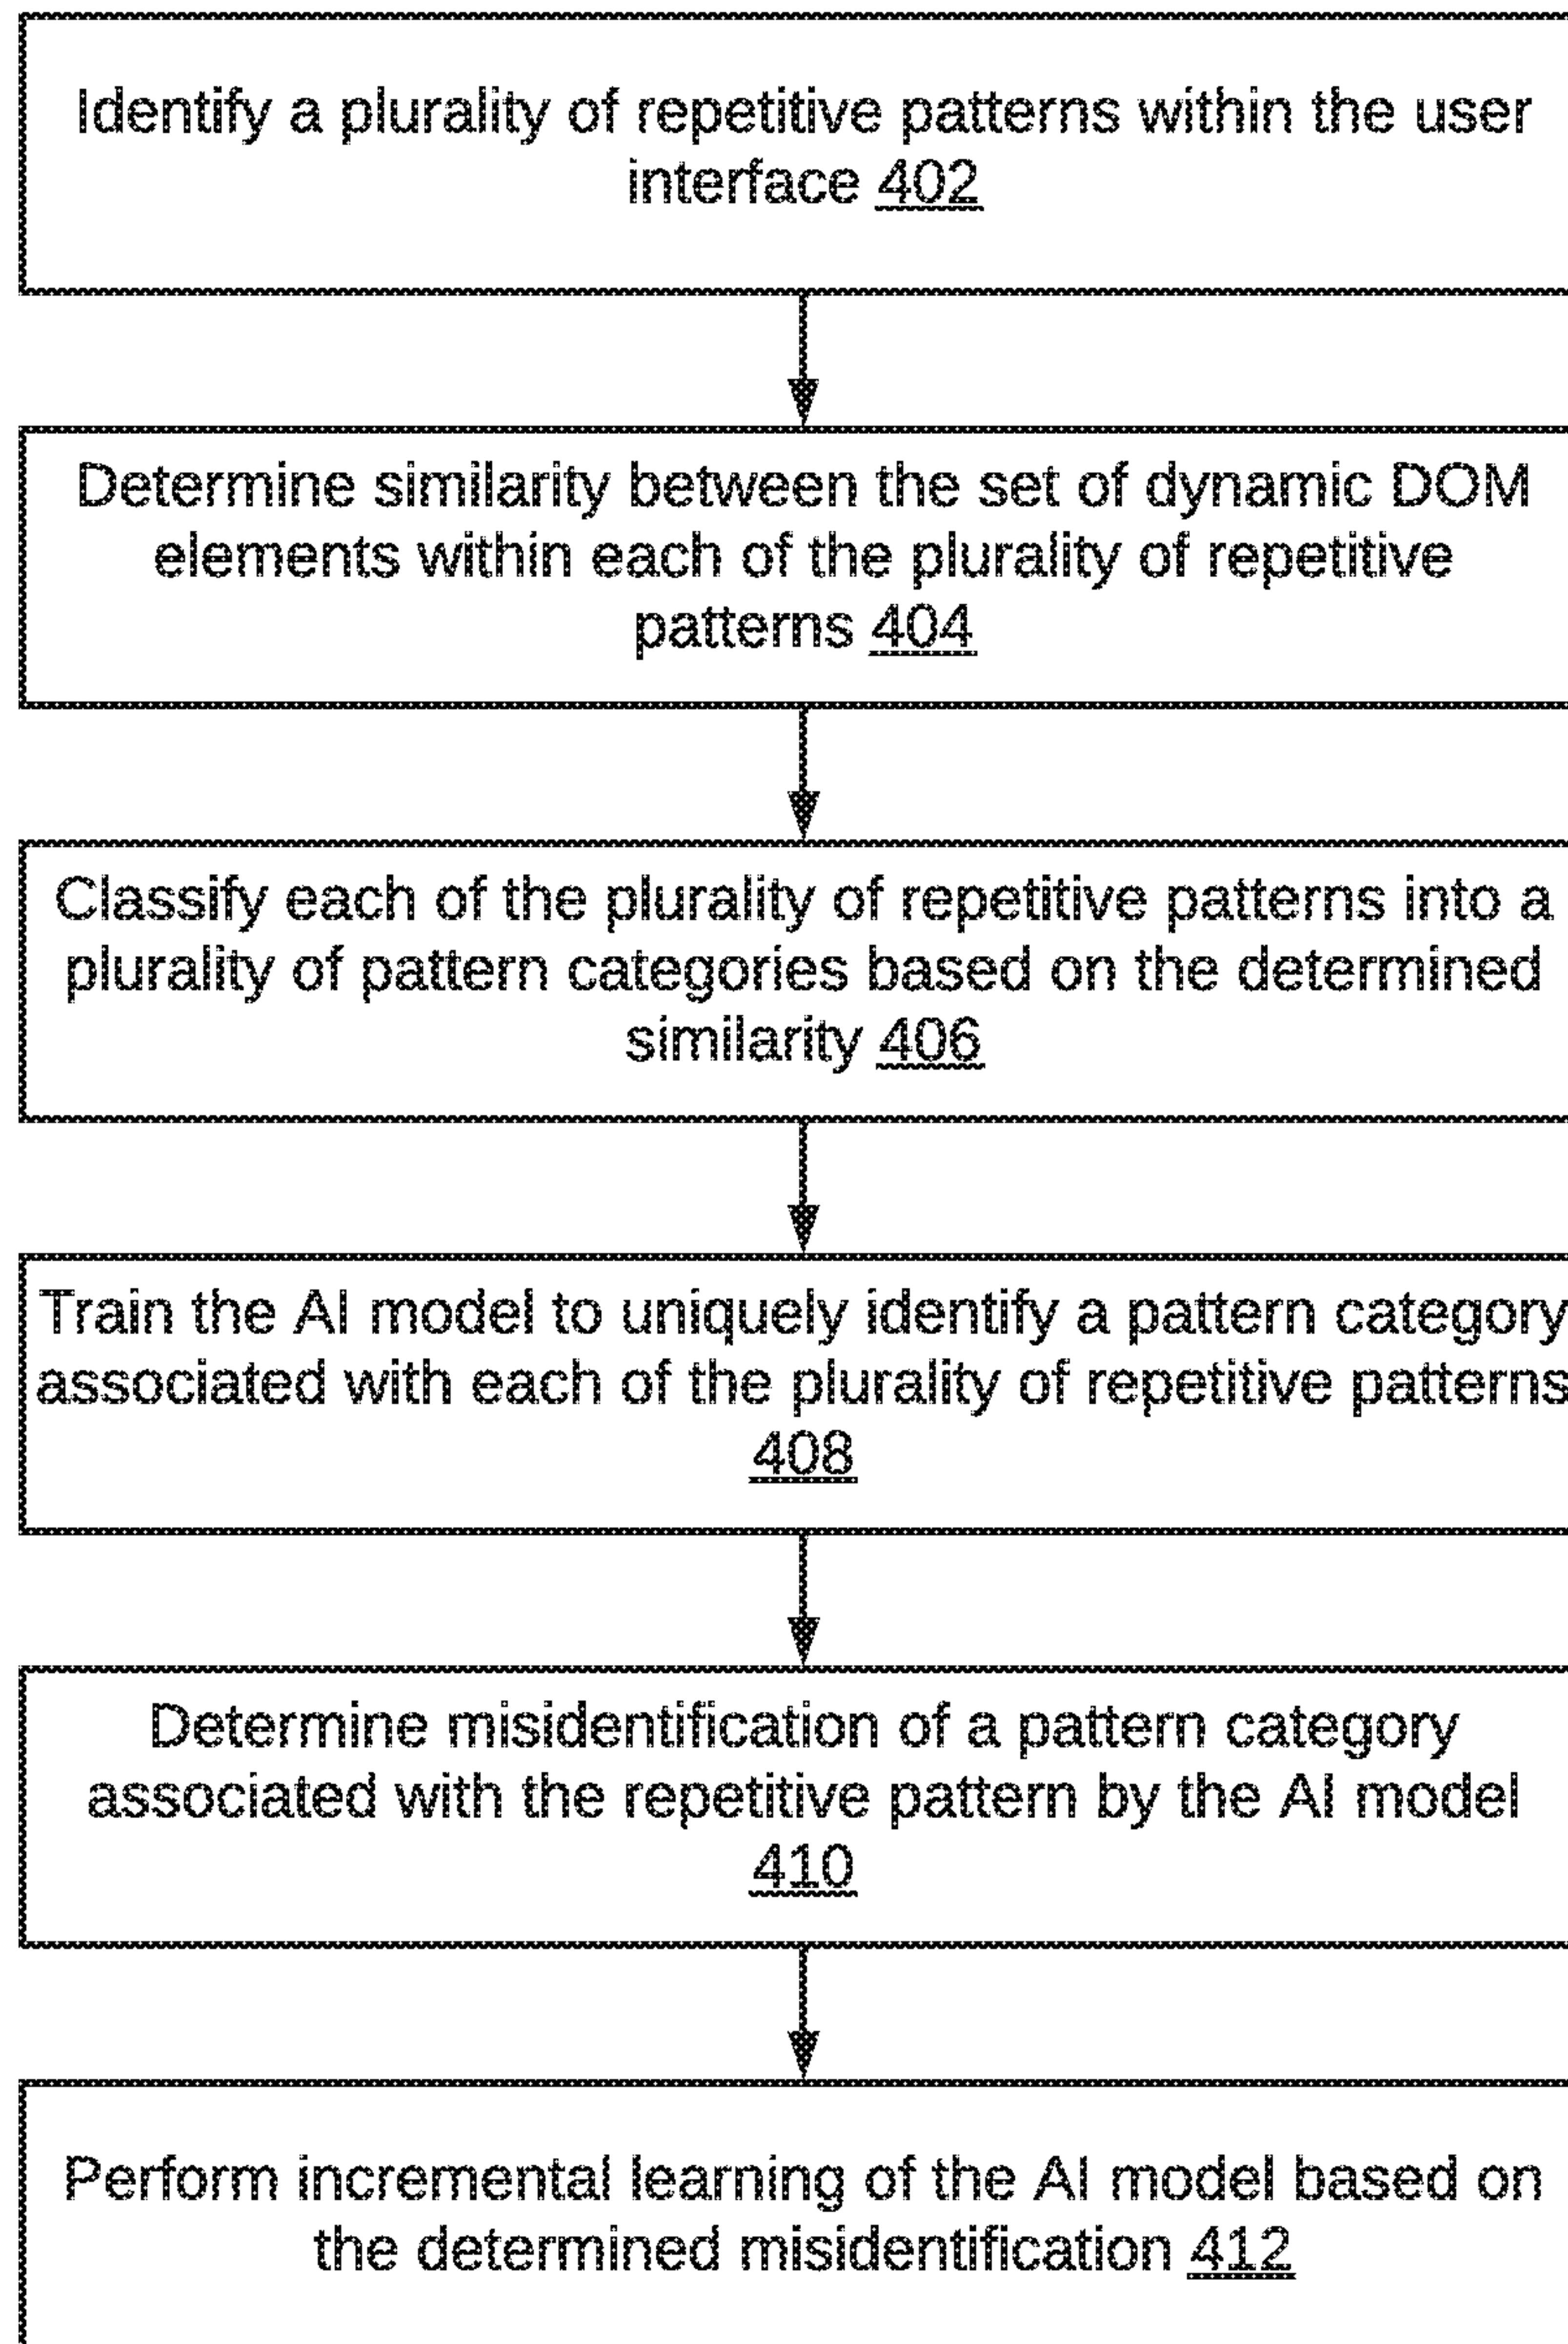 Identify a plurality of repetitive patterns within the user
interface 402
Determine similarity between the set of dynamic DOM
elements within each of the plurality of repetitive
patterns 404
Classify each of the plurality of repetitive patterns into a
plurality of pattern categories based on the determined
similarity 406
Train the AI model to uniquely identify a pattern category
associated with each of the plurality of repetitive patterns
408
Determine misidentification of a pattern category
associated with the repetitive pattern by the AI model
410
Perform incremental learning of the AI model based on
the determined misidentification 412